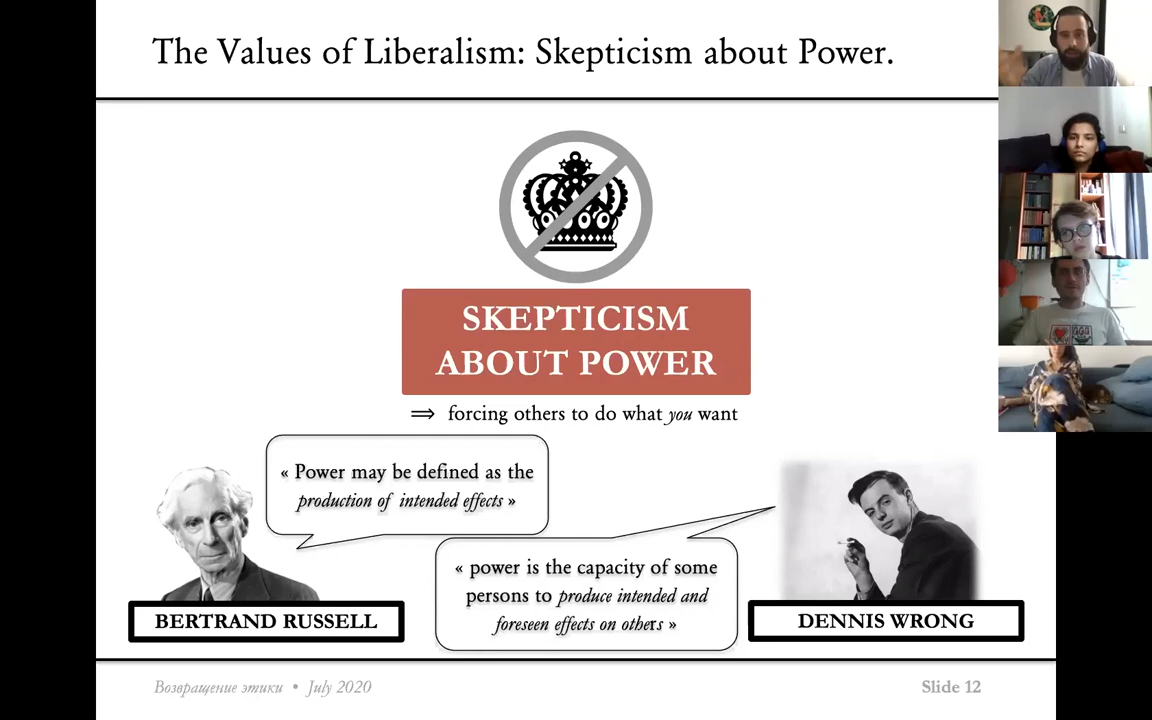 The Values of Liberalism: Skepticism about Power.
SKEPTICISM
ABOUT POWER
⟹ forcing others to do what you want
« Power may be defined as the
production of intended effects »
« power is the capacity of some
persons to produce intended and
foreseen effects on others »
BERTRAND RUSSELL
DENNIS WRONG
Возвращение этики • July 2020
Slide 12